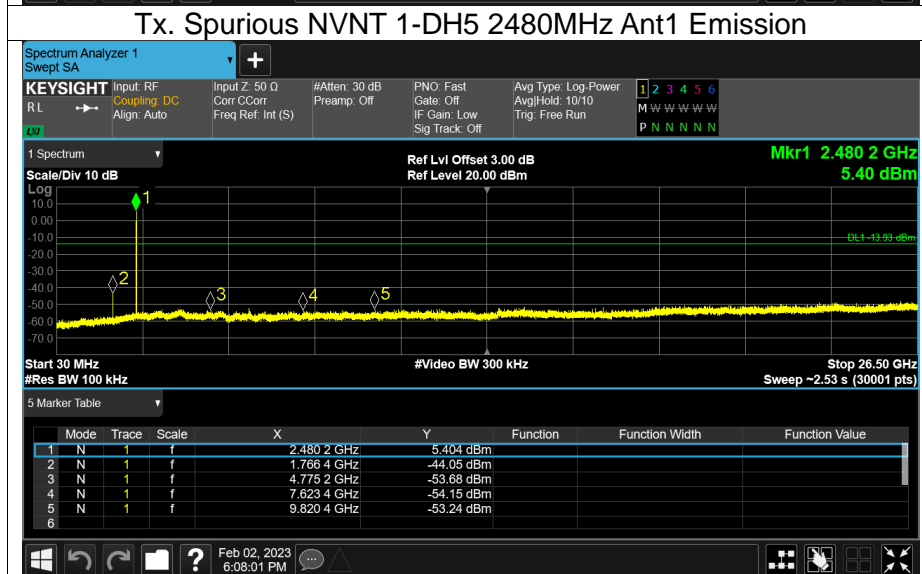 Tx. Spurious NVNT 1-DH5 2480MHz Ant1 Emission
Spectrum Analyzer 1
Swept SA
+
KEYSIGHT Input: RF Input Z: 50 Ω #Atten: 30 dB PNO: Fast Avg Type: Log-Power 1 2 3 4 5 6
R L Coupling: DC Corr CCorr Preamp: Off Gate: Off Avg|Hold: 10/10 M W W W W W
Align: Auto Freq Ref: Int (S) IF Gain: Low Trig: Free Run
LXI Sig Track: Off P N N N N N
1 Spectrum Ref Lvl Offset 3.00 dB Mkr1 2.480 2 GHz
Scale/Div 10 dB Ref Level 20.00 dBm 5.40 dBm
Log
10.0 1
0.00
-10.0 DL1 -13.93 dBm
-20.0
-30.0
-40.0 2
-50.0 3 4 5
-60.0
-70.0
Start 30 MHz #Video BW 300 kHz Stop 26.50 GHz
#Res BW 100 kHz Sweep ~2.53 s (30001 pts)
5 Marker Table
Mode Trace Scale X Y Function Function Width Function Value
1 N 1 f 2.480 2 GHz 5.404 dBm
2 N 1 f 1.766 4 GHz -44.05 dBm
3 N 1 f 4.775 2 GHz -53.68 dBm
4 N 1 f 7.623 4 GHz -54.15 dBm
5 N 1 f 9.820 4 GHz -53.24 dBm
6
? Feb 02, 2023
6:08:01 PM